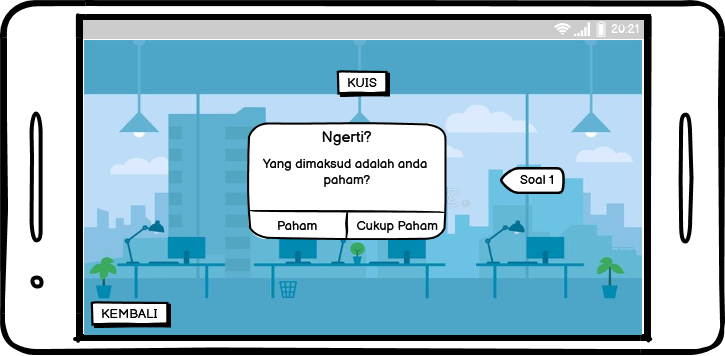 20:21
KUIS
Ngerti?
Yang dimaksud adalah anda
paham?
Soal 1
Paham
Cukup Paham
KEMBALI